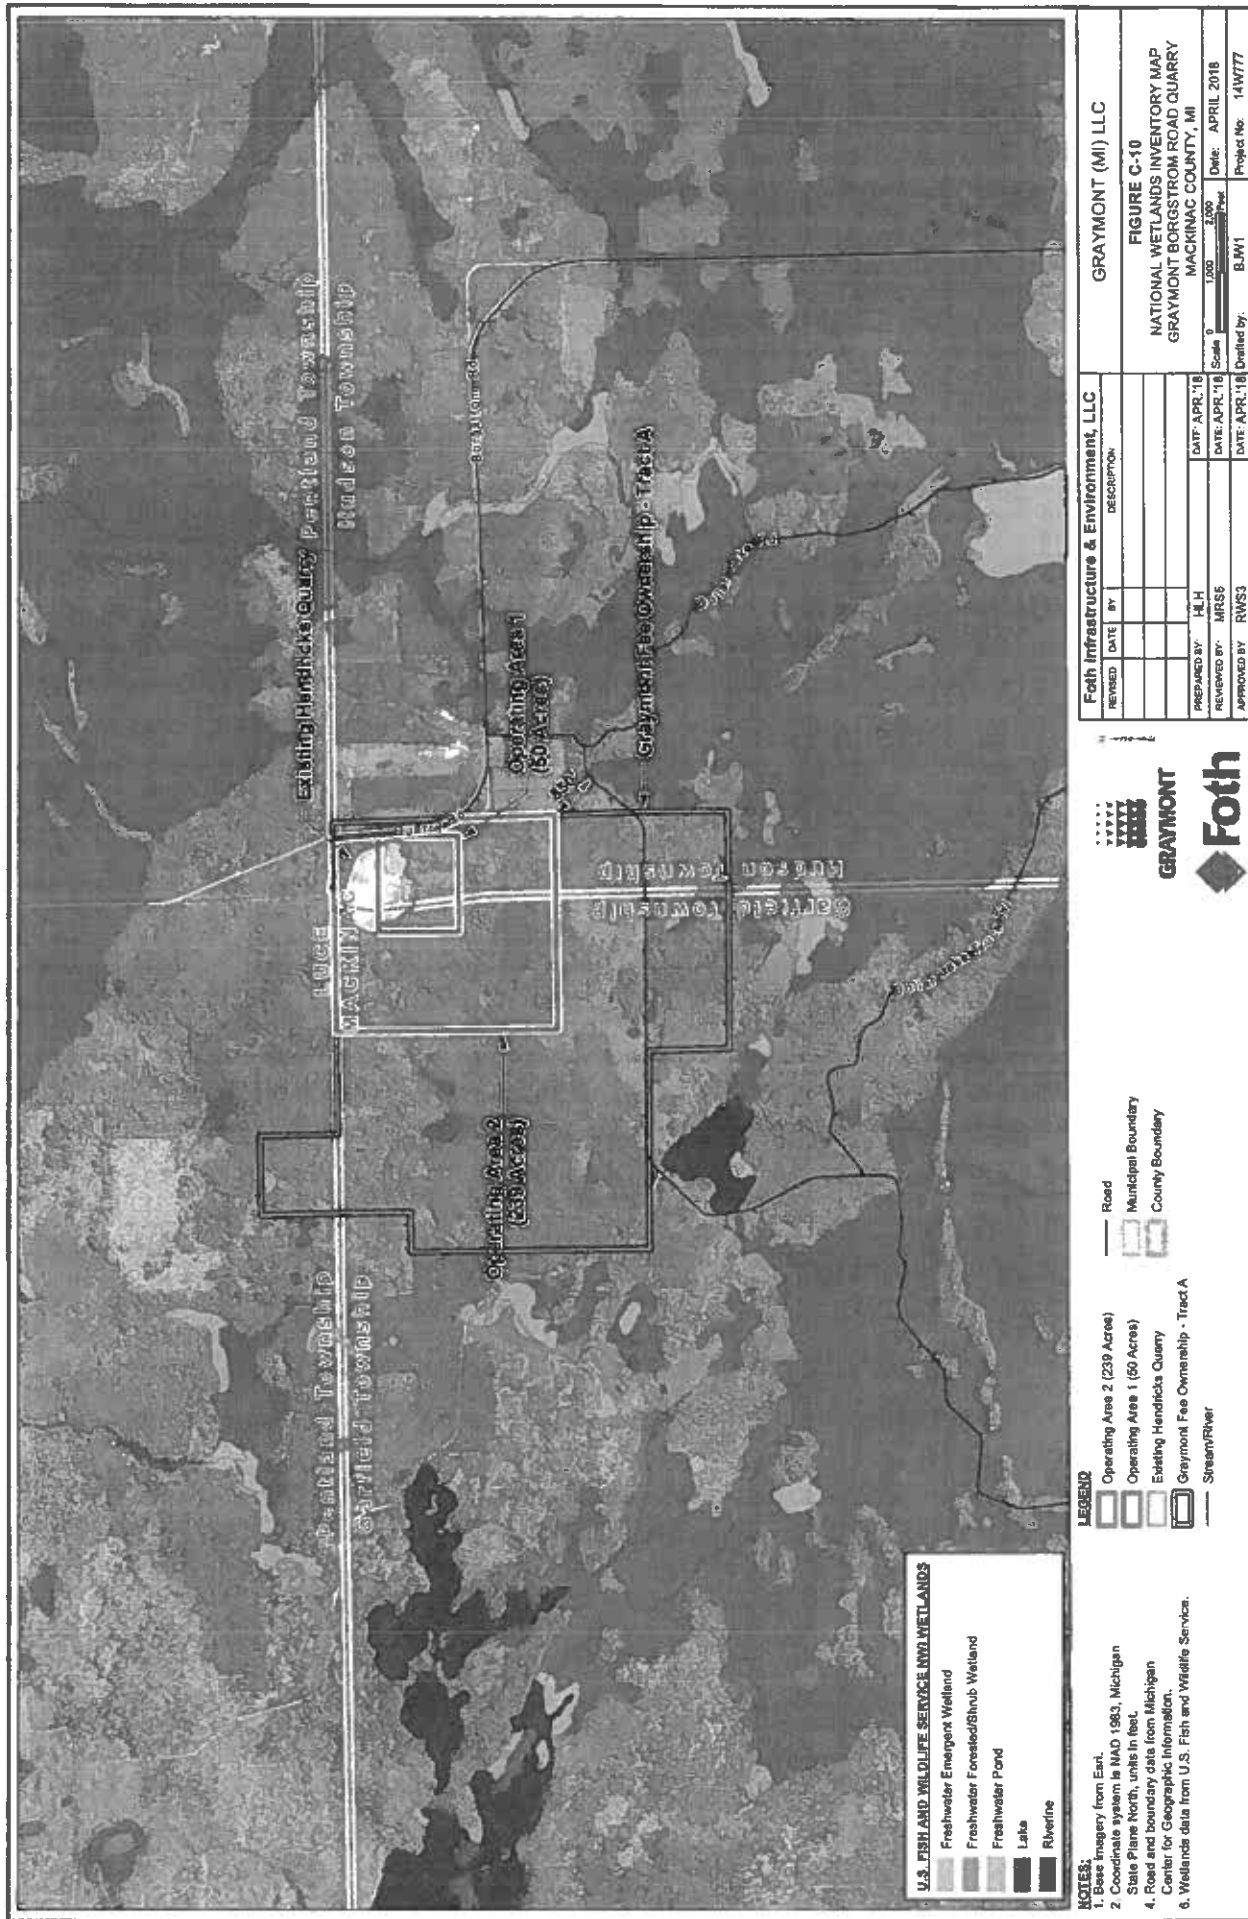 Pentland Township
Garfield Township
LUCE
MACKINAC
Existing Hendricks Quarry
Pentland Township
Hudson Township
Borgstrom Rd
Operating Area 2
(239 Acres)
Operating Area 1
(50 Acres)
Graymont Fee Ownership - Tract A
Garfield Township
Hudson Township
U.S. FISH AND WILDLIFE SERVICE NWI WETLANDS
Freshwater Emergent Wetland
Freshwater Forested/Shrub Wetland
Freshwater Pond
Lake
Riverine
NOTES:
1. Base imagery from Esri.
2. Coordinate system is NAD 1983, Michigan
State Plane North, units in feet.
4. Road and boundary data from Michigan
Center for Geographic Information.
6. Wetlands data from U.S. Fish and Wildlife Service.
LEGEND
Operating Area 2 (239 Acres)
Operating Area 1 (50 Acres)
Existing Hendricks Quarry
Graymont Fee Ownership - Tract A
Stream/River
Road
Municipal Boundary
County Boundary
GRAYMONT
Foth
Foth Infrastructure & Environment, LLC
REVISED DATE BY DESCRIPTION
PREPARED BY: HLH DATE: APR.'18
REVIEWED BY: MRS6 DATE: APR.'18
APPROVED BY RWS3 DATE: APR.'18
GRAYMONT (MI) LLC
FIGURE C-10
NATIONAL WETLANDS INVENTORY MAP
GRAYMONT BORGSTROM ROAD QUARRY
MACKINAC COUNTY, MI
Scale 0 1,000 2,000 Feet
Date: APRIL 2018
Drafted by: BJW1
Project No: 14W777